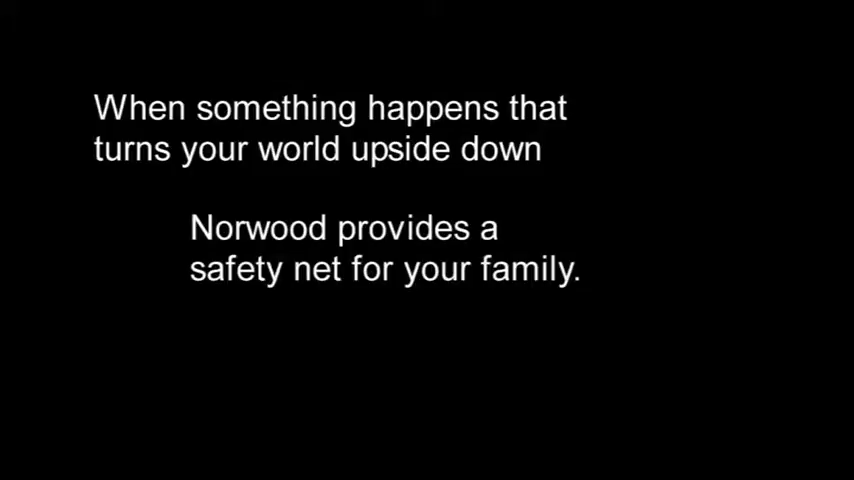 When something happens that
turns your world upside down
Norwood provides a
safety net for your family.